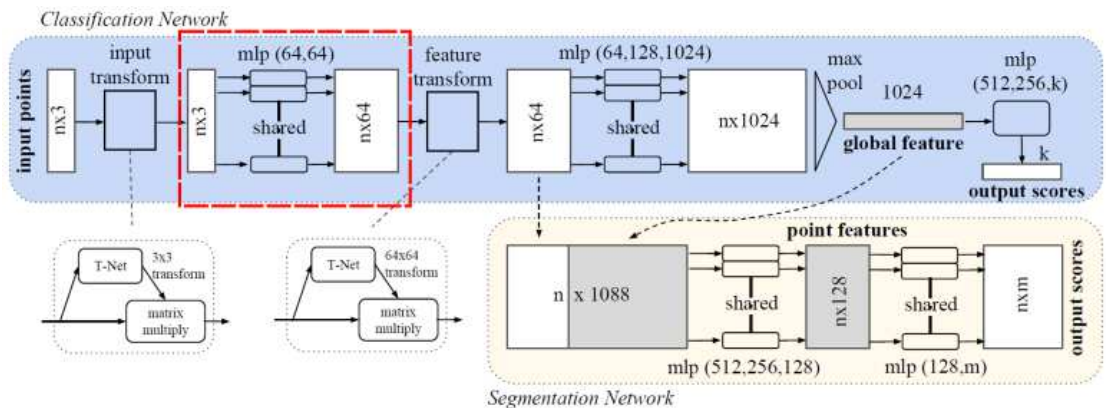 Classification Network
input points
nx3
input
transform
nx3
mlp (64,64)
shared
nx64
feature
transform
nx64
mlp (64,128,1024)
shared
nx1024
max
pool
1024
global feature
mlp
(512,256,k)
k
output scores
T-Net
3x3
transform
matrix
multiply
T-Net
64x64
transform
matrix
multiply
point features
n x 1088
shared
mlp (512,256,128)
nx128
shared
mlp (128,m)
nxm
output scores
Segmentation Network